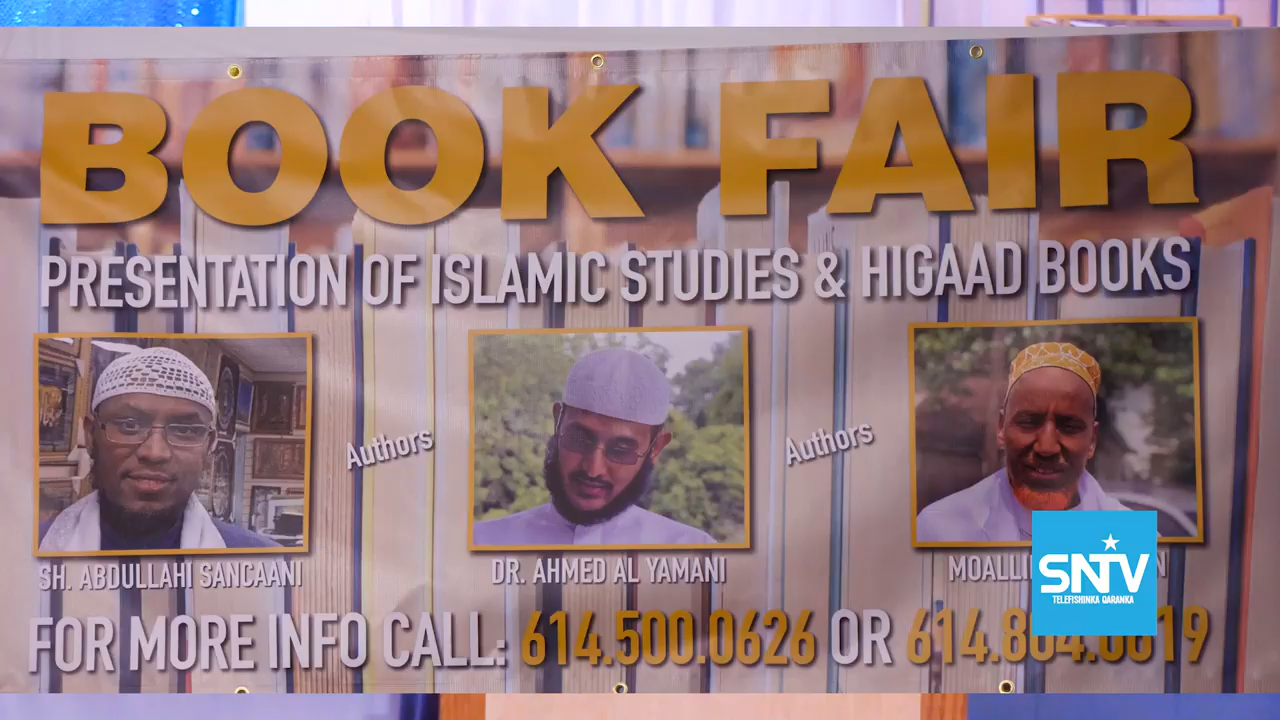 BOOK FAIR
PRESENTATION OF ISLAMIC STUDIES & HIGAAD BOOKS
Authors
Authors
SH. ABDULLAHI SANCAANI
DR. AHMED AL YAMANI
SNTV
TELEFISHINKA QARANKA
FOR MORE INFO CALL: 614.500.0626 OR